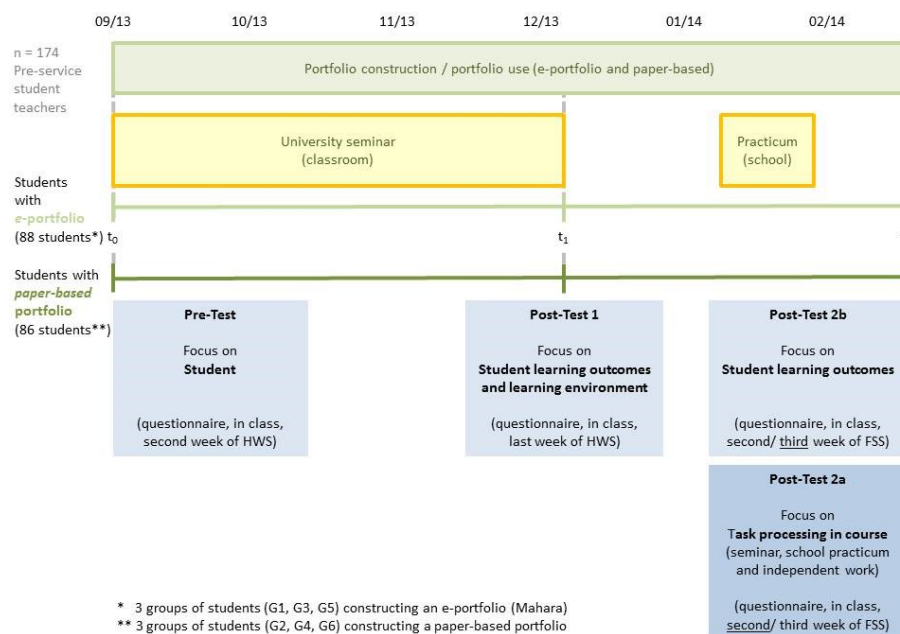 09/13 10/13 11/13 12/13 01/14 02/14
n = 174
Pre-service
student
teachers
Portfolio construction / portfolio use (e-portfolio and paper-based)
University seminar
(classroom)
Practicum
(school)
Students
with
e-portfolio
(88 students*) t0
t1
Students with
paper-based
portfolio
(86 students**)
Pre-Test
Focus on
Student
(questionnaire, in class,
second week of HWS)
Post-Test 1
Focus on
Student learning outcomes
and learning environment
(questionnaire, in class,
last week of HWS)
Post-Test 2b
Focus on
Student learning outcomes
(questionnaire, in class,
second/ third week of FSS)
Post-Test 2a
Focus on
Task processing in course
(seminar, school practicum
and independent work)
(questionnaire, in class,
second/ third week of FSS)
* 3 groups of students (G1, G3, G5) constructing an e-portfolio (Mahara)
** 3 groups of students (G2, G4, G6) constructing a paper-based portfolio